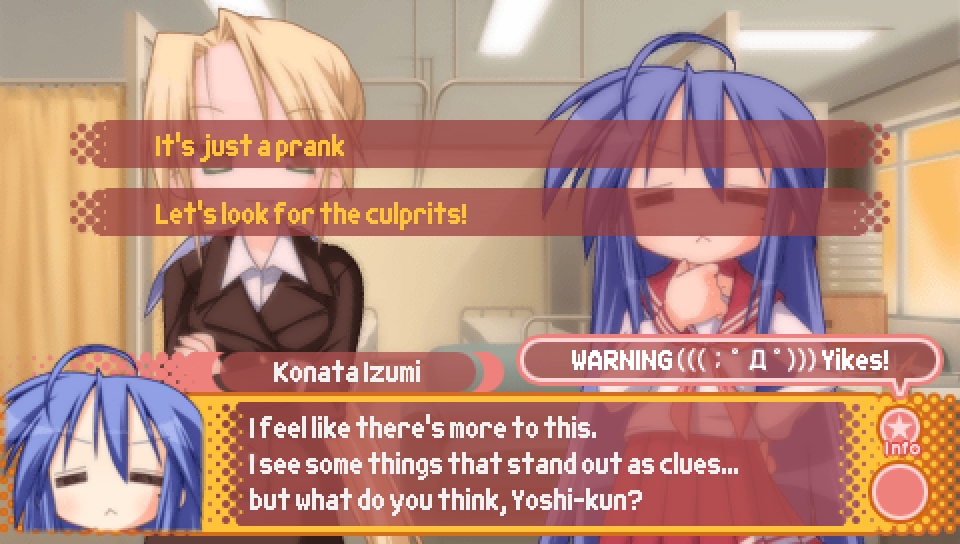 It's just a prank
Let's look for the culprits!
Konata Izumi
WARNING(((；ﾟДﾟ)))Yikes!
I feel like there's more to this.
I see some things that stand out as clues...
but what do you think, Yoshi-kun?
Info